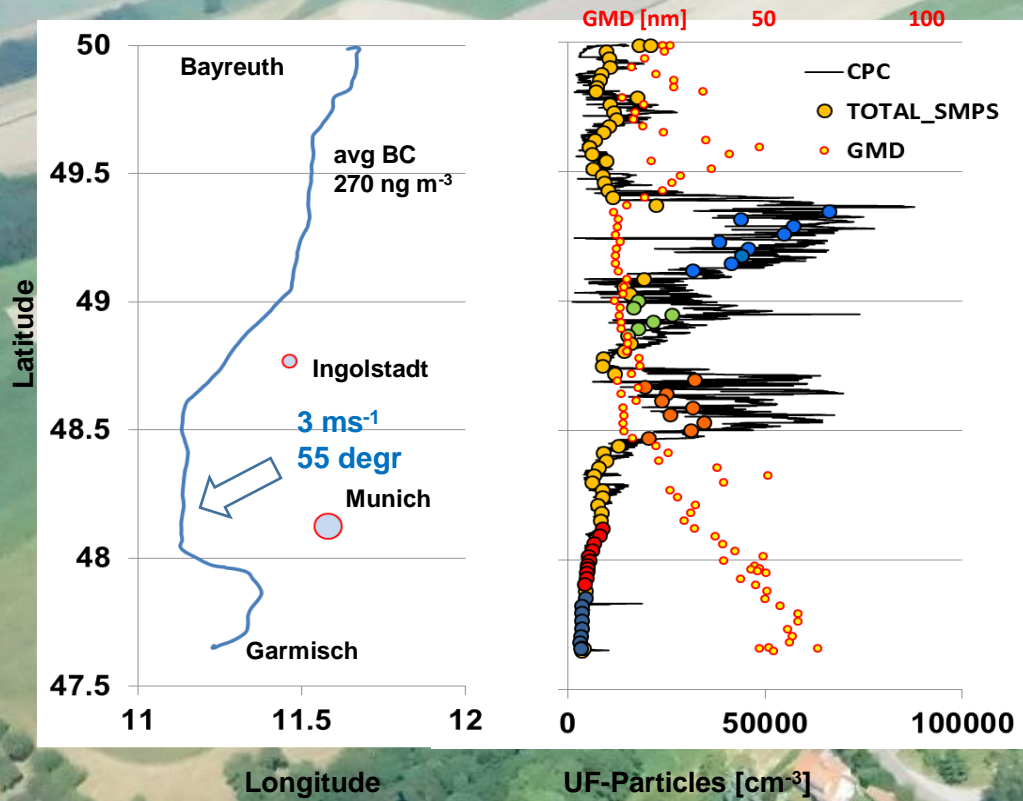 GMD [nm] 50 100
50
Bayreuth
avg BC
270 ng m-3
49.5
49
Ingolstadt
3 ms-1
55 degr
48.5
Munich
48
Garmisch
47.5
11 11.5 12
Latitude
Longitude
CPC
TOTAL_SMPS
GMD
0 50000 100000
UF-Particles [cm-3]